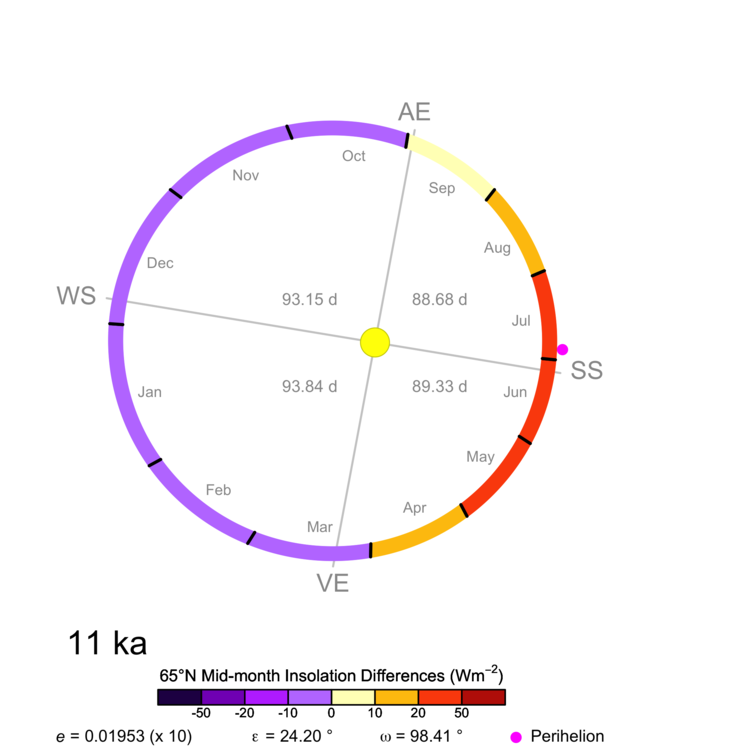 AE
Oct
Sep
Nov
Aug
Dec
WS
93.15 d
88.68 d
Jul
SS
93.84 d
89.33 d
Jan
Jun
May
Feb
Apr
Mar
VE
11 ka
65°N Mid-month Insolation Differences (Wm⁻²)
-50 -20 -10 0 10 20 50
e = 0.01953 (x 10) ε = 24.20 ° ω = 98.41 ° Perihelion